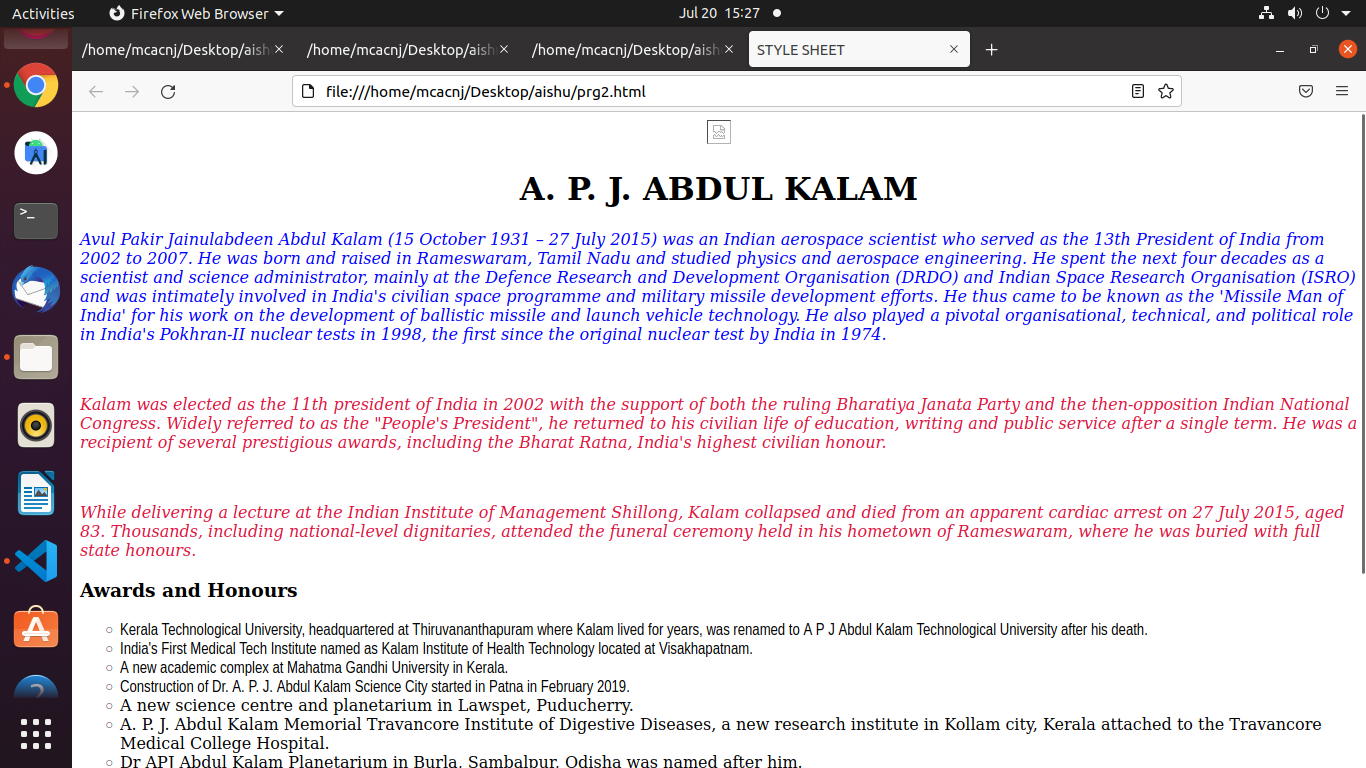 Activities Firefox Web Browser Jul 20 15:27
/home/mcacnj/Desktop/aish /home/mcacnj/Desktop/aish /home/mcacnj/Desktop/aish STYLE SHEET
file:///home/mcacnj/Desktop/aishu/prg2.html
A. P. J. ABDUL KALAM
Avul Pakir Jainulabdeen Abdul Kalam (15 October 1931 – 27 July 2015) was an Indian aerospace scientist who served as the 13th President of India from
2002 to 2007. He was born and raised in Rameswaram, Tamil Nadu and studied physics and aerospace engineering. He spent the next four decades as a
scientist and science administrator, mainly at the Defence Research and Development Organisation (DRDO) and Indian Space Research Organisation (ISRO)
and was intimately involved in India's civilian space programme and military missile development efforts. He thus came to be known as the 'Missile Man of
India' for his work on the development of ballistic missile and launch vehicle technology. He also played a pivotal organisational, technical, and political role
in India's Pokhran-II nuclear tests in 1998, the first since the original nuclear test by India in 1974.
Kalam was elected as the 11th president of India in 2002 with the support of both the ruling Bharatiya Janata Party and the then-opposition Indian National
Congress. Widely referred to as the "People's President", he returned to his civilian life of education, writing and public service after a single term. He was a
recipient of several prestigious awards, including the Bharat Ratna, India's highest civilian honour.
While delivering a lecture at the Indian Institute of Management Shillong, Kalam collapsed and died from an apparent cardiac arrest on 27 July 2015, aged
83. Thousands, including national-level dignitaries, attended the funeral ceremony held in his hometown of Rameswaram, where he was buried with full
state honours.
Awards and Honours
Kerala Technological University, headquartered at Thiruvananthapuram where Kalam lived for years, was renamed to A P J Abdul Kalam Technological University after his death.
India's First Medical Tech Institute named as Kalam Institute of Health Technology located at Visakhapatnam.
A new academic complex at Mahatma Gandhi University in Kerala.
Construction of Dr. A. P. J. Abdul Kalam Science City started in Patna in February 2019.
A new science centre and planetarium in Lawspet, Puducherry.
A. P. J. Abdul Kalam Memorial Travancore Institute of Digestive Diseases, a new research institute in Kollam city, Kerala attached to the Travancore
Medical College Hospital.
Dr APJ Abdul Kalam Planetarium in Burla, Sambalpur, Odisha was named after him.